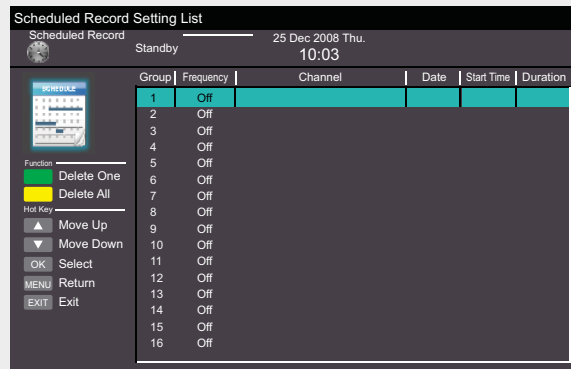 Scheduled Record Setting List
Scheduled Record
Standby
25 Dec 2008 Thu.
10:03
Group Frequency Channel Date Start Time Duration
SCHEDULE
1 Off
2 Off
3 Off
4 Off
5 Off
6 Off
7 Off
8 Off
9 Off
10 Off
11 Off
12 Off
13 Off
14 Off
15 Off
16 Off
Function
Delete One
Delete All
Hot Key
Move Up
Move Down
OK Select
MENU Return
EXIT Exit